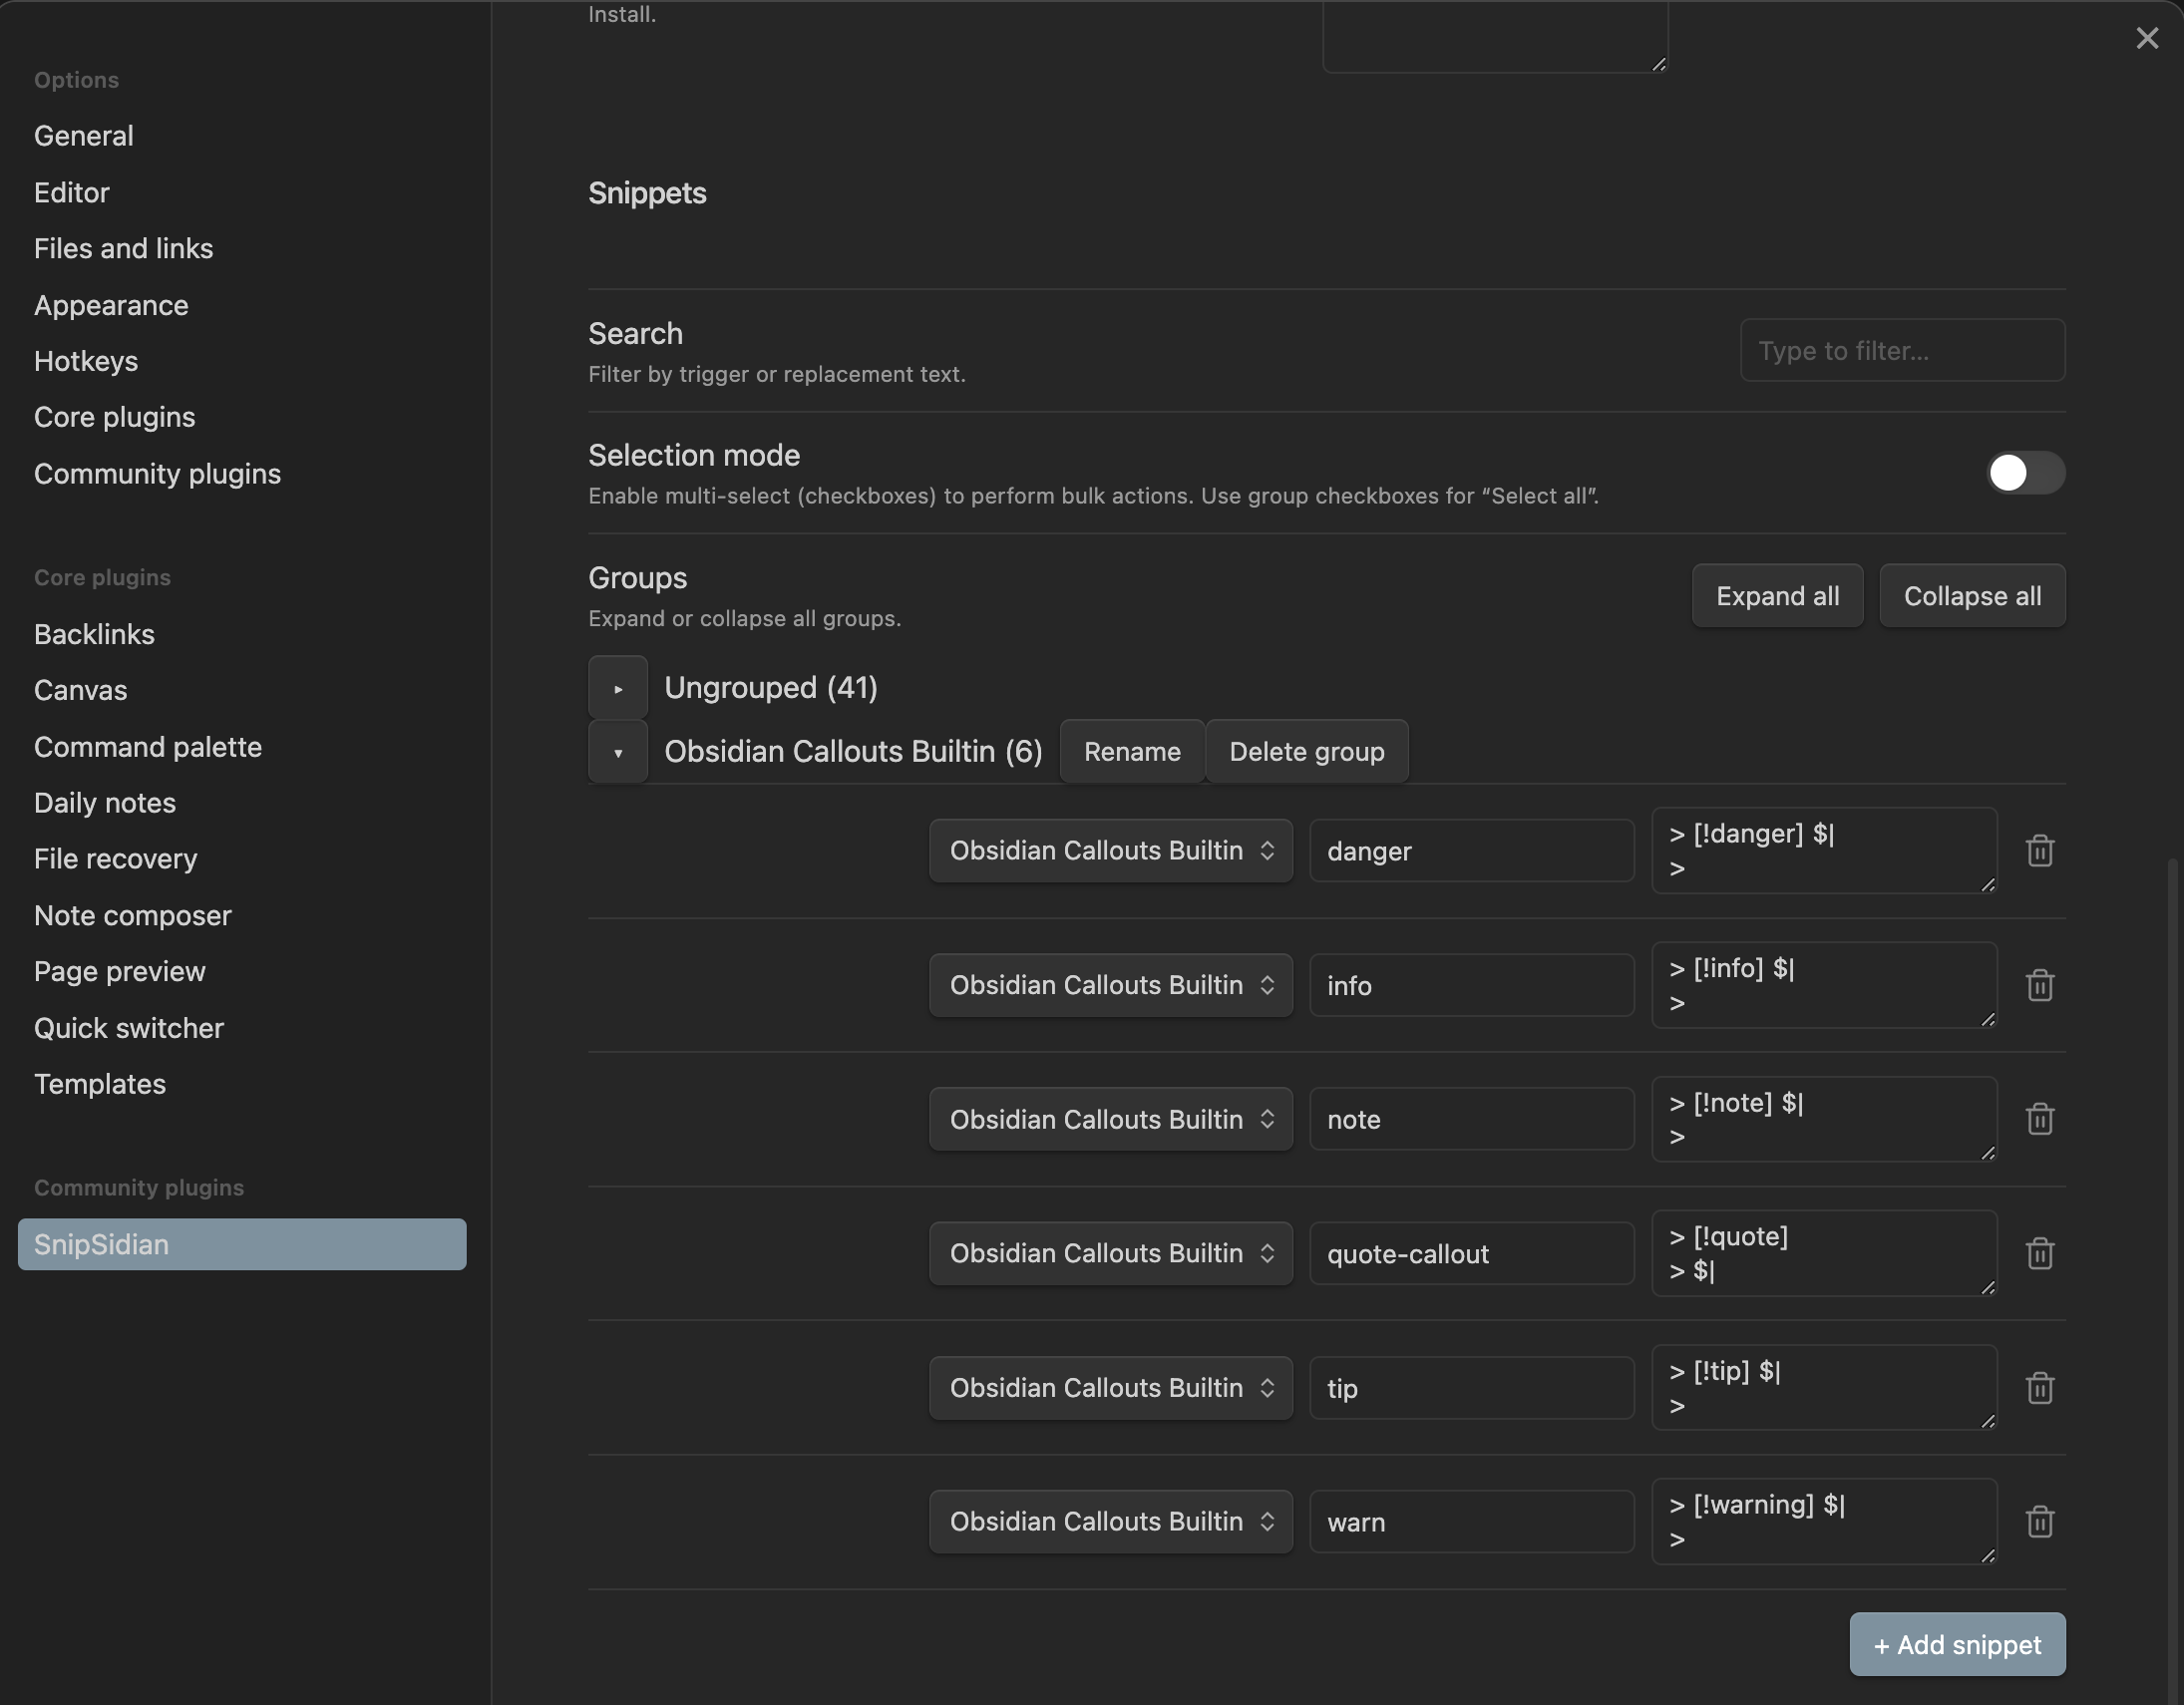 Options
General
Editor
Files and links
Appearance
Hotkeys
Core plugins
Community plugins
Core plugins
Backlinks
Canvas
Command palette
Daily notes
File recovery
Note composer
Page preview
Quick switcher
Templates
Community plugins
SnipSidian
Install.
Snippets
Search
Filter by trigger or replacement text.
Type to filter...
Selection mode
Enable multi-select (checkboxes) to perform bulk actions. Use group checkboxes for “Select all”.
Groups
Expand or collapse all groups.
Expand all
Collapse all
Ungrouped (41)
Obsidian Callouts Builtin (6)
Rename
Delete group
Obsidian Callouts Builtin
danger
> [!danger] $|
>
Obsidian Callouts Builtin
info
> [!info] $|
>
Obsidian Callouts Builtin
note
> [!note] $|
>
Obsidian Callouts Builtin
quote-callout
> [!quote]
> $|
Obsidian Callouts Builtin
tip
> [!tip] $|
>
Obsidian Callouts Builtin
warn
> [!warning] $|
>
+ Add snippet